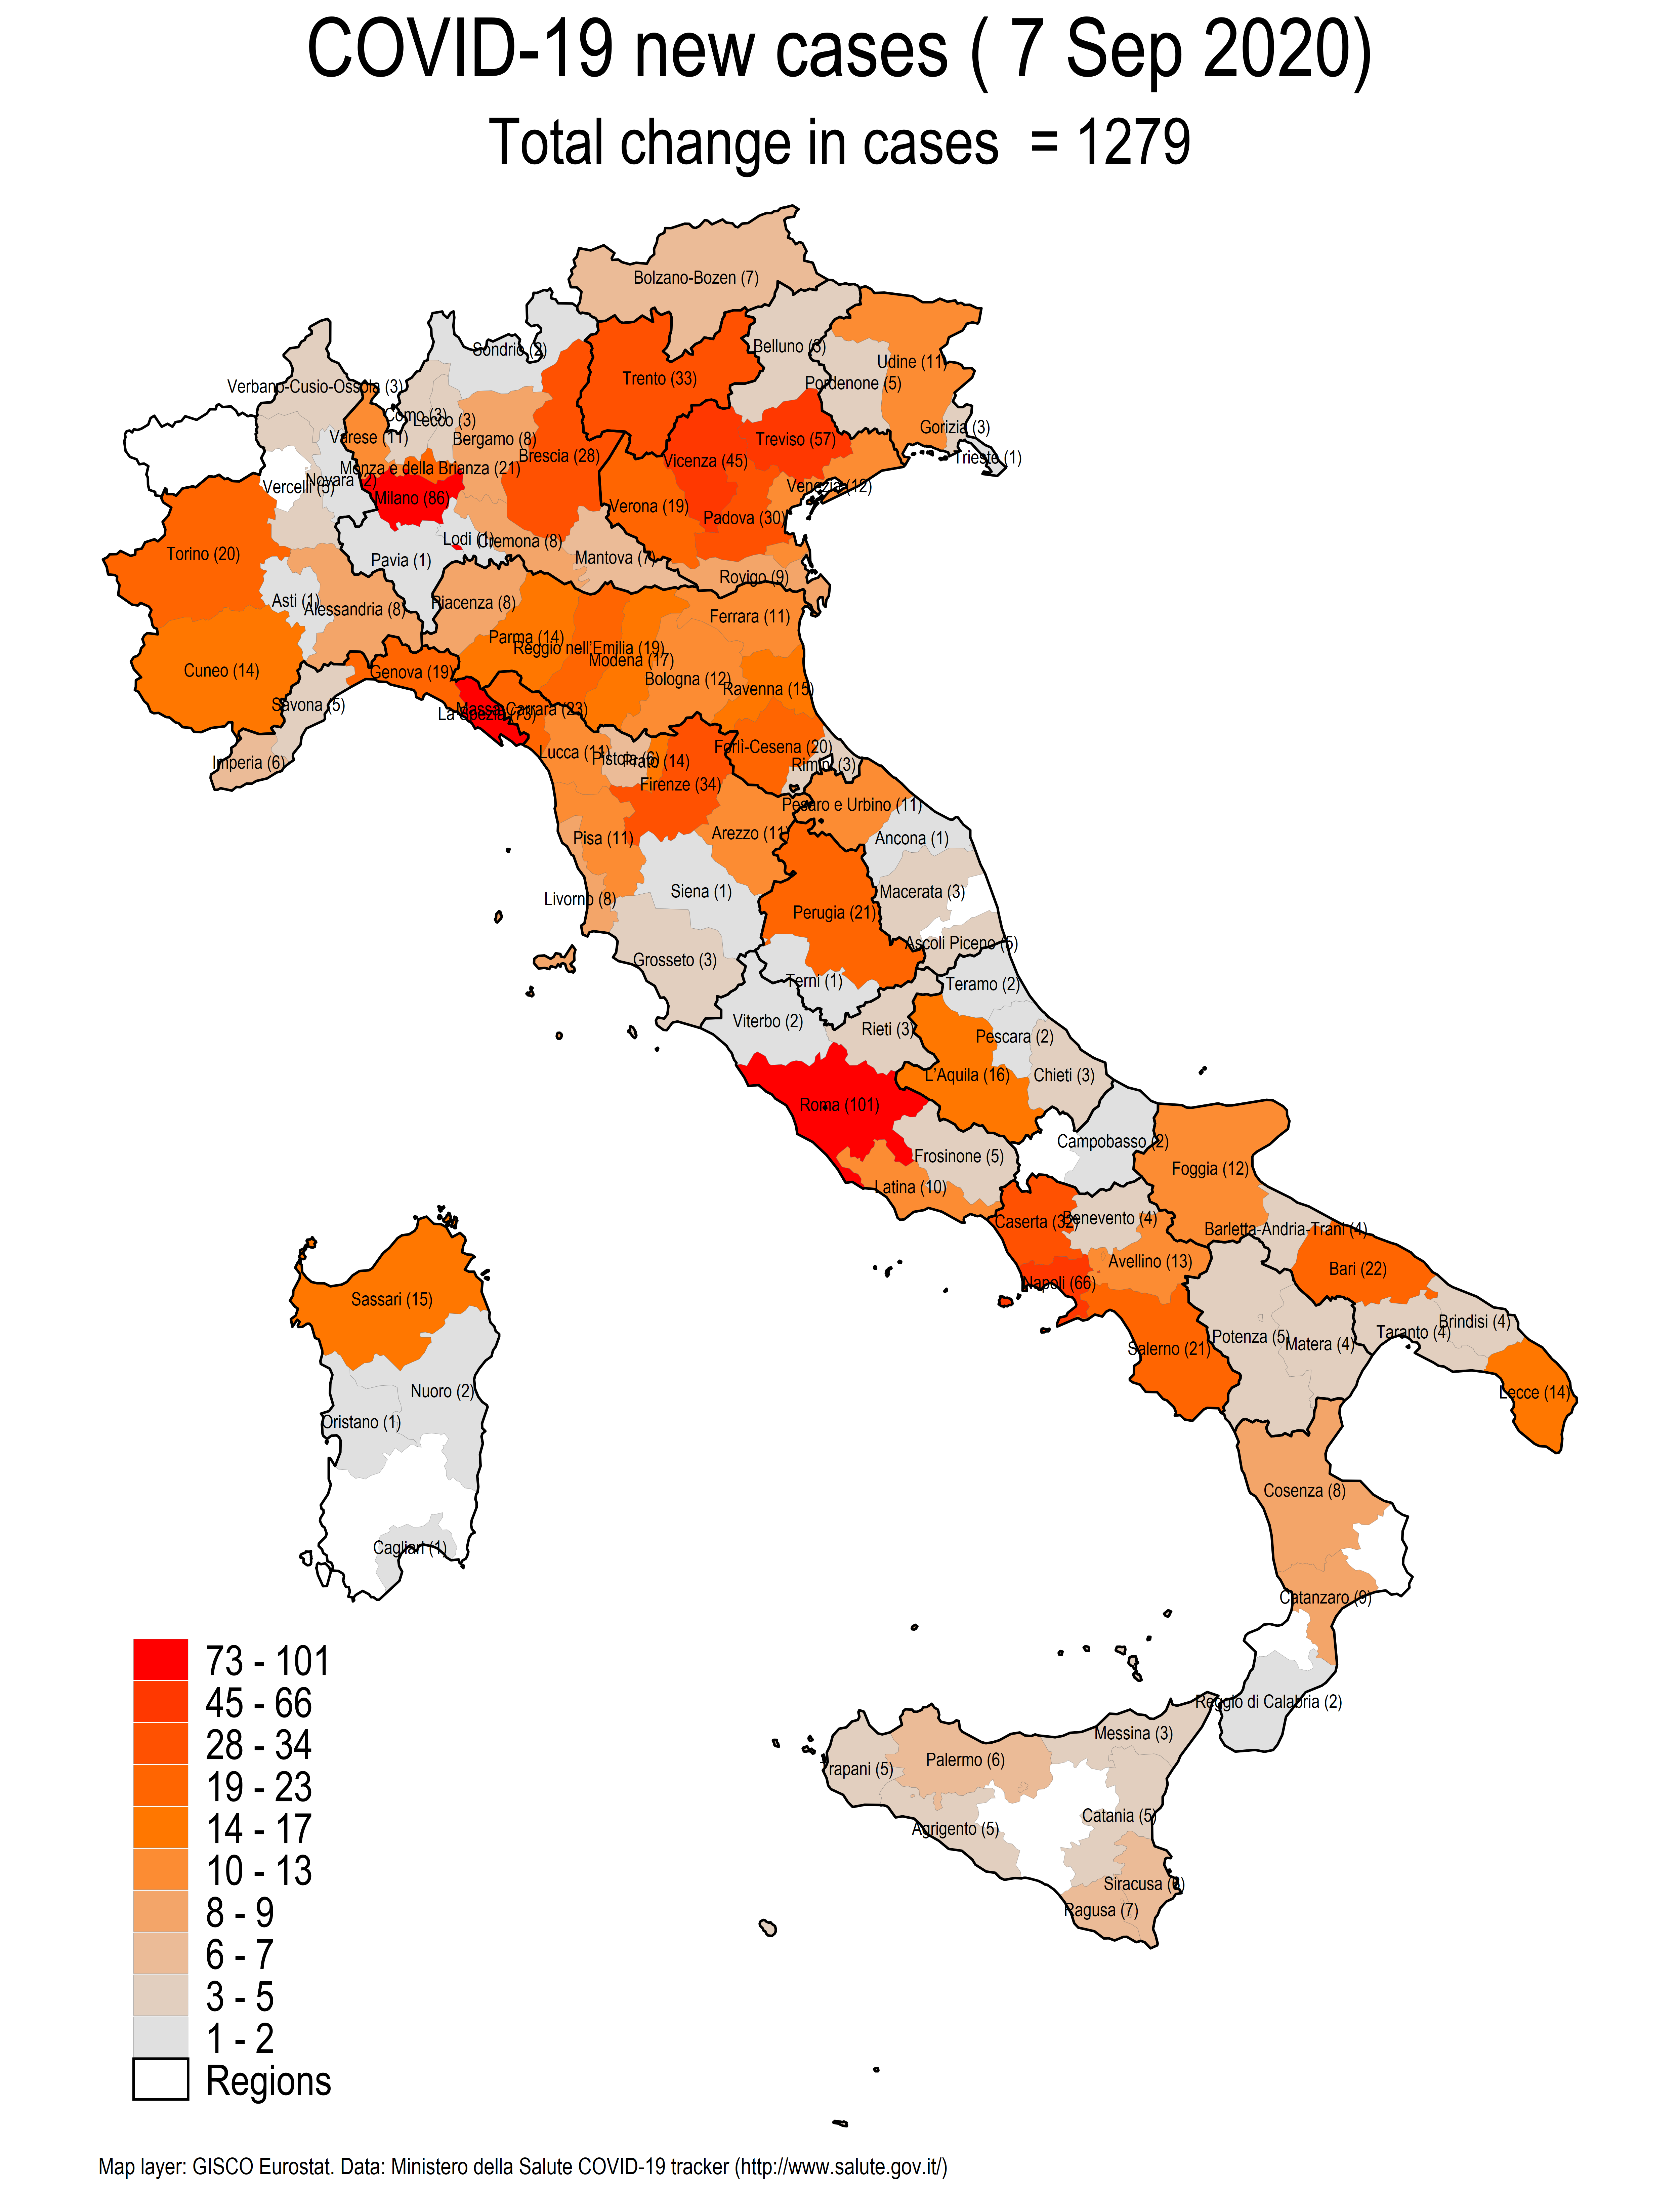 COVID-19 new cases ( 7 Sep 2020)
Total change in cases = 1279
Bolzano-Bozen (7)
Sondrio (2)
Belluno (3)
Trento (33)
Udine (11)
Pordenone (5)
Verbano-Cusio-Ossola (3)
Como (3)
Lecco (3)
Gorizia (3)
Varese (11)
Bergamo (8)
Treviso (57)
Brescia (28)
Vicenza (45)
Trieste (1)
Monza e della Brianza (21)
Novara (2)
Vercelli (5)
Milano (86)
Venezia (12)
Verona (19)
Padova (30)
Lodi (1)
Cremona (8)
Torino (20)
Pavia (1)
Mantova (7)
Rovigo (9)
Asti (1)
Alessandria (8)
Piacenza (8)
Ferrara (11)
Parma (14)
Reggio nell'Emilia (19)
Modena (17)
Cuneo (14)
Genova (19)
Bologna (12)
Ravenna (15)
Savona (5)
Massa Carrara (23)
La Spezia (73)
Forlì-Cesena (20)
Lucca (11)
Pistoia (6)
Prato (14)
Imperia (6)
Rimini (3)
Firenze (34)
Pesaro e Urbino (11)
Arezzo (11)
Pisa (11)
Ancona (1)
Siena (1)
Macerata (3)
Livorno (8)
Perugia (21)
Ascoli Piceno (5)
Grosseto (3)
Terni (1)
Teramo (2)
Viterbo (2)
Rieti (3)
Pescara (2)
L'Aquila (16)
Chieti (3)
Roma (101)
Campobasso (2)
Frosinone (5)
Foggia (12)
Latina (10)
Caserta (32)
Benevento (4)
Barletta-Andria-Trani (4)
Avellino (13)
Bari (22)
Napoli (66)
Sassari (15)
Brindisi (4)
Taranto (4)
Potenza (5)
Matera (4)
Salerno (21)
Nuoro (2)
Lecce (14)
Oristano (1)
Cosenza (8)
Cagliari (1)
Catanzaro (9)
Reggio di Calabria (2)
Messina (3)
Palermo (6)
Trapani (5)
Catania (5)
Agrigento (5)
Siracusa (6)
Ragusa (7)
73 - 101
45 - 66
28 - 34
19 - 23
14 - 17
10 - 13
8 - 9
6 - 7
3 - 5
1 - 2
Regions
Map layer: GISCO Eurostat. Data: Ministero della Salute COVID-19 tracker (http://www.salute.gov.it/)